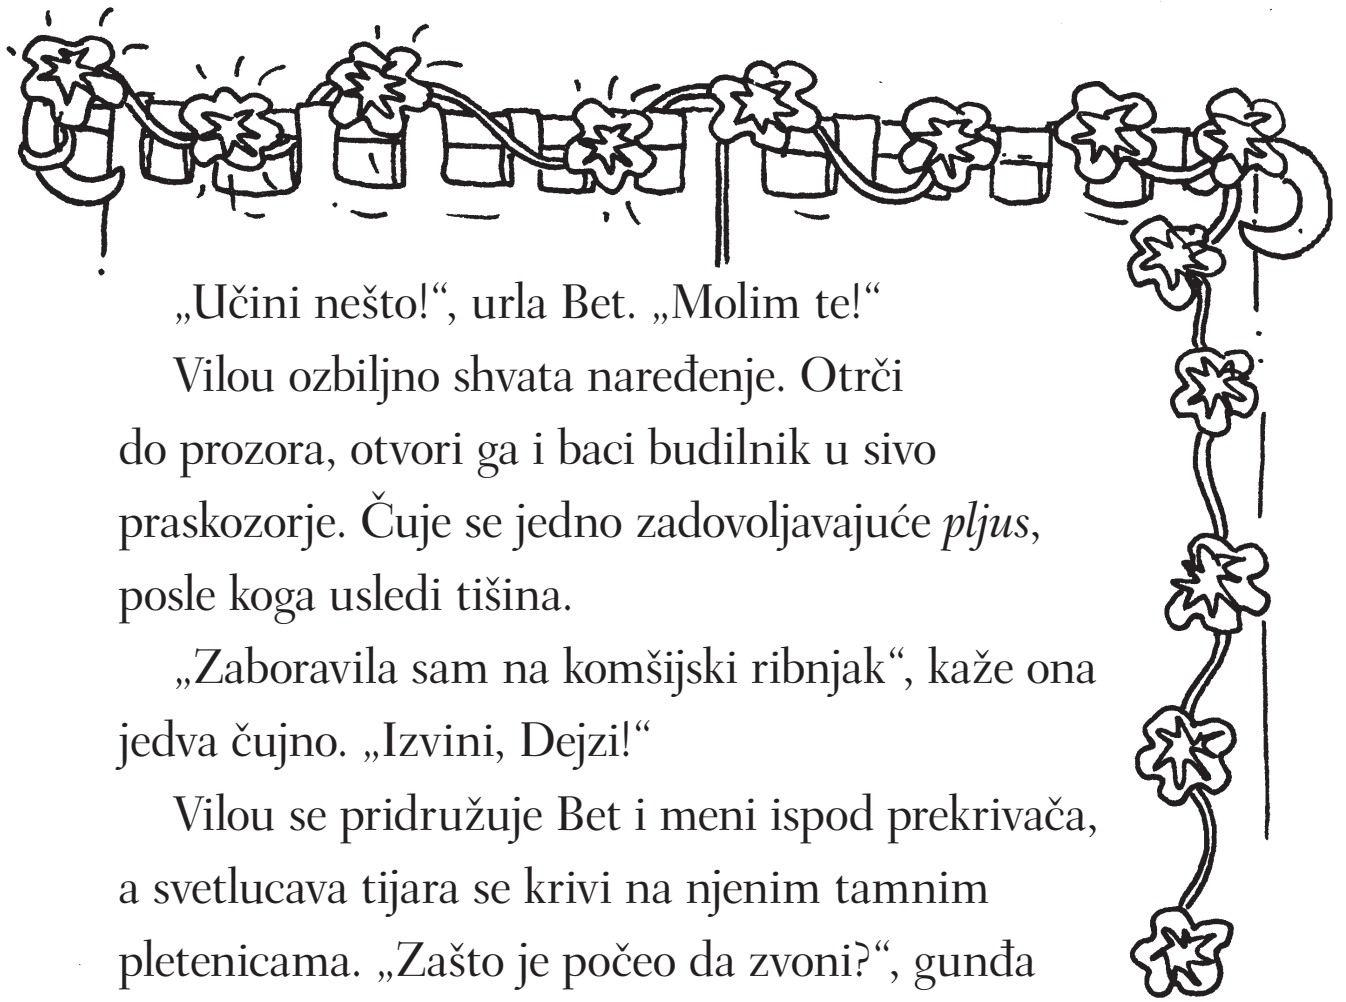 „Učini nešto!“, urla Bet. „Molim te!“
Vilou ozbiljno shvata naređenje. Otrči
do prozora, otvori ga i baci budilnik u sivo
praskozorje. Čuje se jedno zadovoljavajuće pljus,
posle koga usledi tišina.
„Zaboravila sam na komšijski ribnjak“, kaže ona
jedva čujno. „Izvini, Dejzi!“
Vilou se pridružuje Bet i meni ispod prekrivača,
a svetlucava tijara se krivi na njenim tamnim
pletenicama. „Zašto je počeo da zvoni?“, gunđa